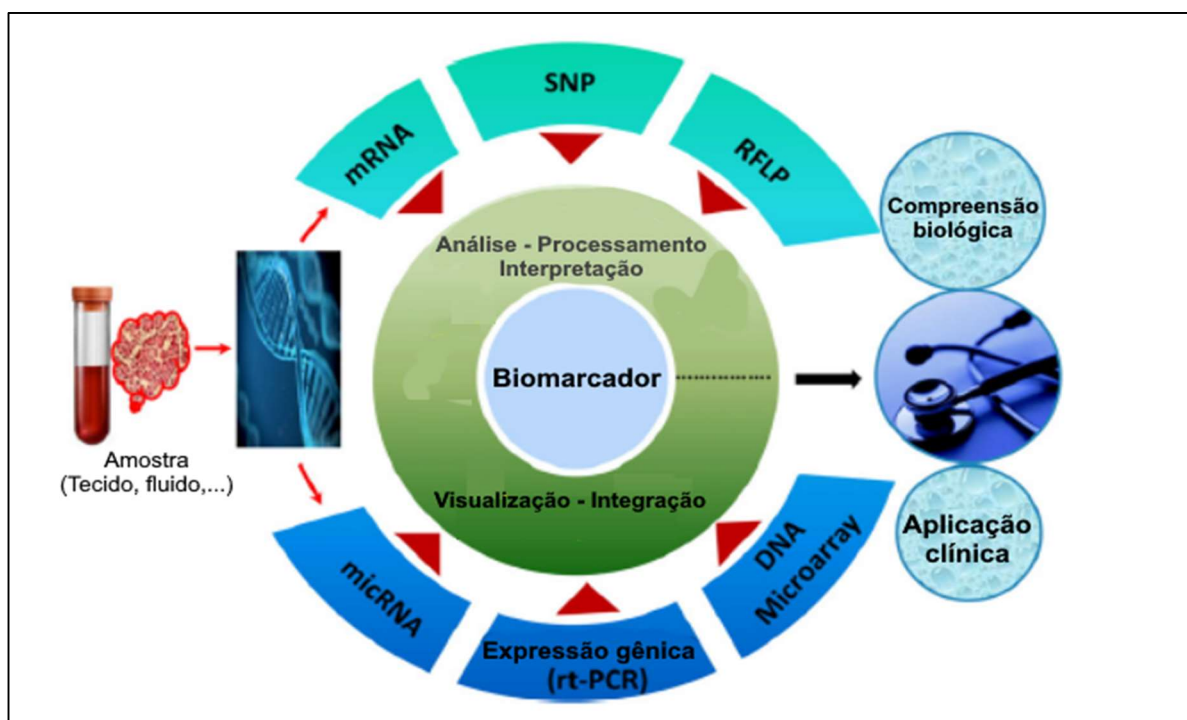 SNP
mRNA
RFLP
Compreensão
biológica
Análise - Processamento
Interpretação
Biomarcador
Amostra
(Tecido, fluido,...)
Visualização - Integração
micRNA
Expressão gênica
(rt-PCR)
DNA
Microarray
Aplicação
clínica